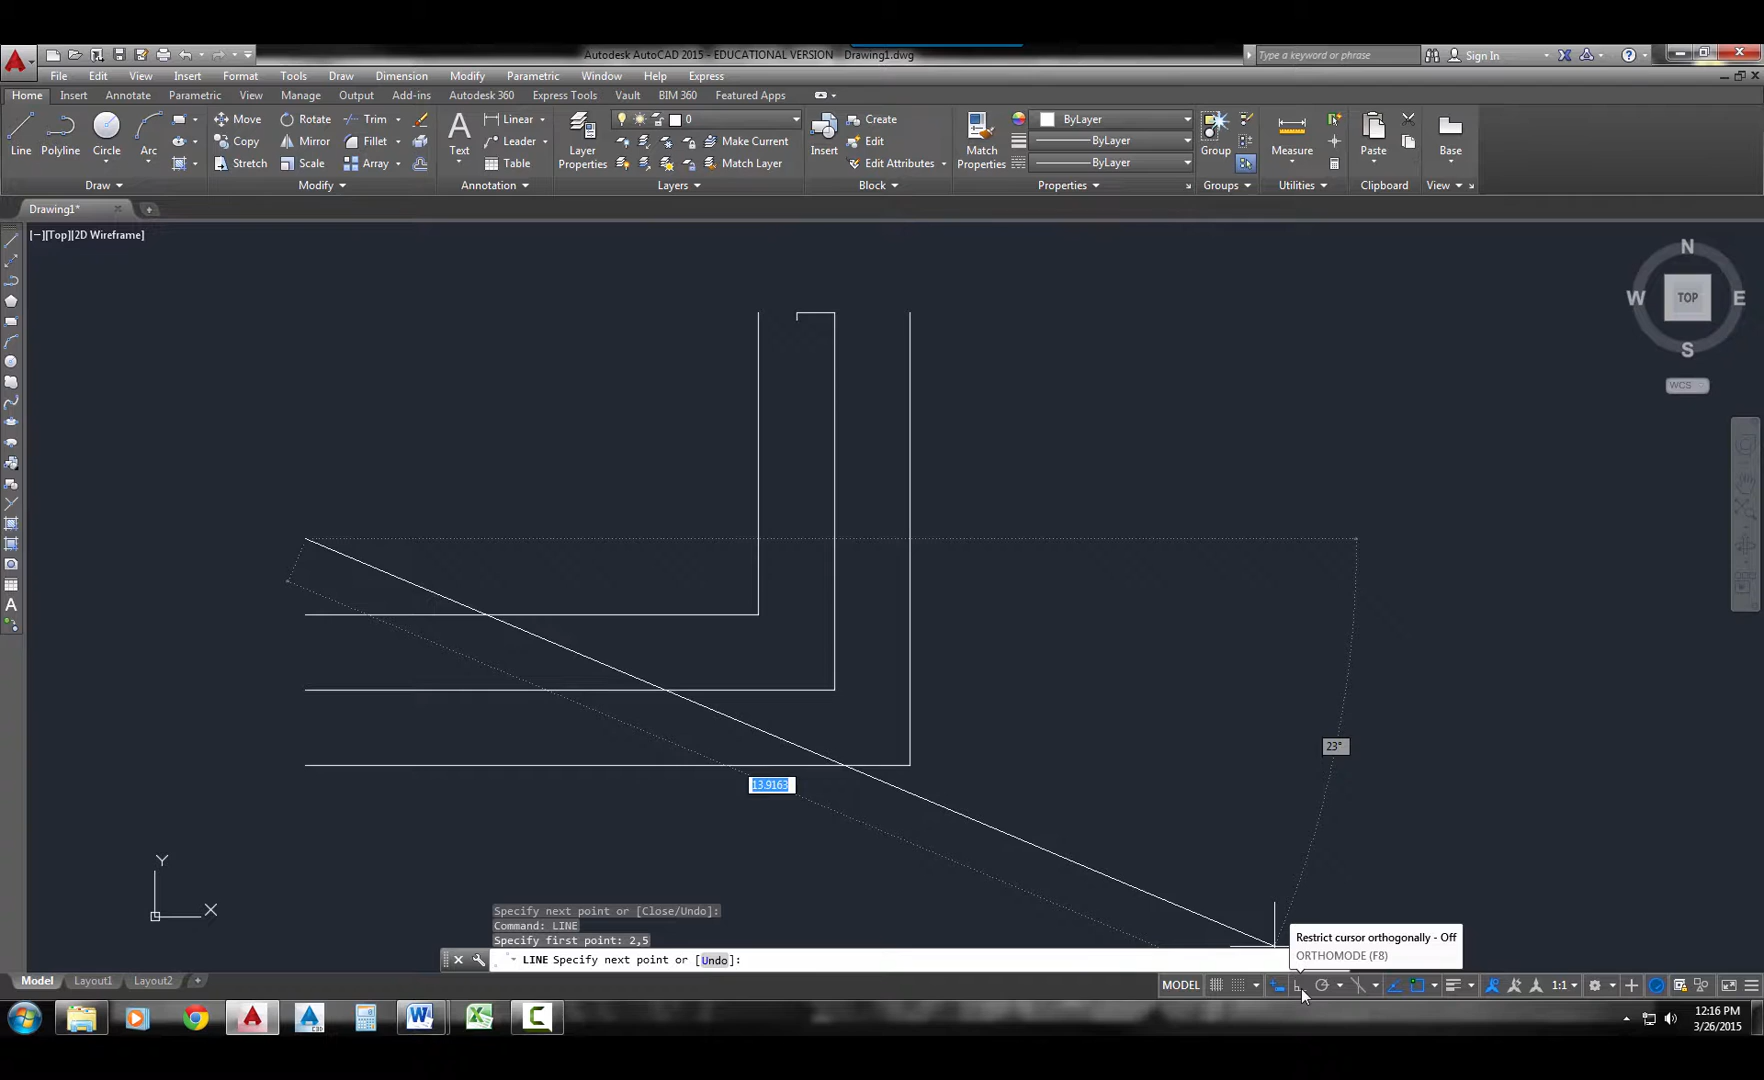 Autodesk AutoCAD 2015 - EDUCATIONAL VERSION Drawing1.dwg
Type a keyword or phrase
Sign In
File Edit View Insert Format Tools Draw Dimension Modify Parametric Window Help Express
Home Insert Annotate Parametric View Manage Output Add-ins Autodesk 360 Express Tools Vault BIM 360 Featured Apps
Line
Polyline
Circle
Arc
Draw
Move
Copy
Stretch
Rotate
Mirror
Scale
Trim
Fillet
Array
Modify
Text
Linear
Leader
Table
Annotation
Layer
Properties
0
Make Current
Match Layer
Layers
Insert
Create
Edit
Edit Attributes
Block
Match
Properties
ByLayer
ByLayer
ByLayer
Properties
Group
Groups
Measure
Utilities
Paste
Clipboard
Base
View
Drawing1*
[−][Top][2D Wireframe]
N
W TOP E
S
WCS
23°
13.9163
Y
X
Specify next point or [Close/Undo]:
Command: LINE
Specify first point: 2,5
LINE Specify next point or [Undo]:
Restrict cursor orthogonally - Off
ORTHOMODE (F8)
Model Layout1 Layout2
MODEL
1:1
12:16 PM
3/26/2015